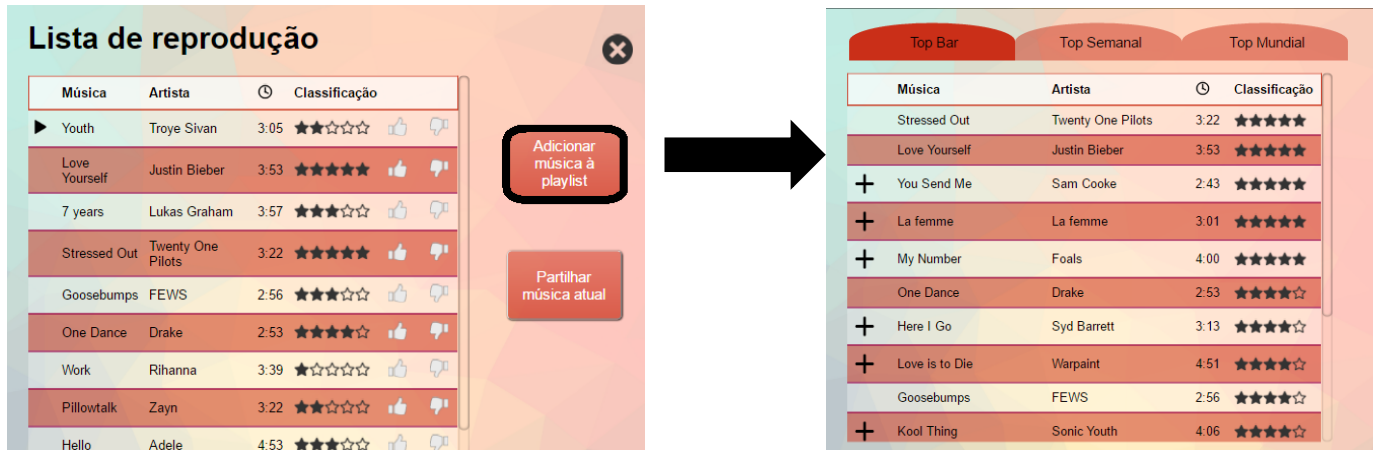 Lista de reprodução
Música Artista Classificação
Youth Troye Sivan 3:05
Love
Yourself Justin Bieber 3:53
7 years Lukas Graham 3:57
Stressed Out Twenty One
Pilots 3:22
Goosebumps FEWS 2:56
One Dance Drake 2:53
Work Rihanna 3:39
Pillowtalk Zayn 3:22
Hello Adele 4:53
Adicionar
música à
playlist
Partilhar
música atual
Top Bar Top Semanal Top Mundial
Música Artista Classificação
Stressed Out Twenty One Pilots 3:22
Love Yourself Justin Bieber 3:53
You Send Me Sam Cooke 2:43
La femme La femme 3:01
My Number Foals 4:00
One Dance Drake 2:53
Here I Go Syd Barrett 3:13
Love is to Die Warpaint 4:51
Goosebumps FEWS 2:56
Kool Thing Sonic Youth 4:06